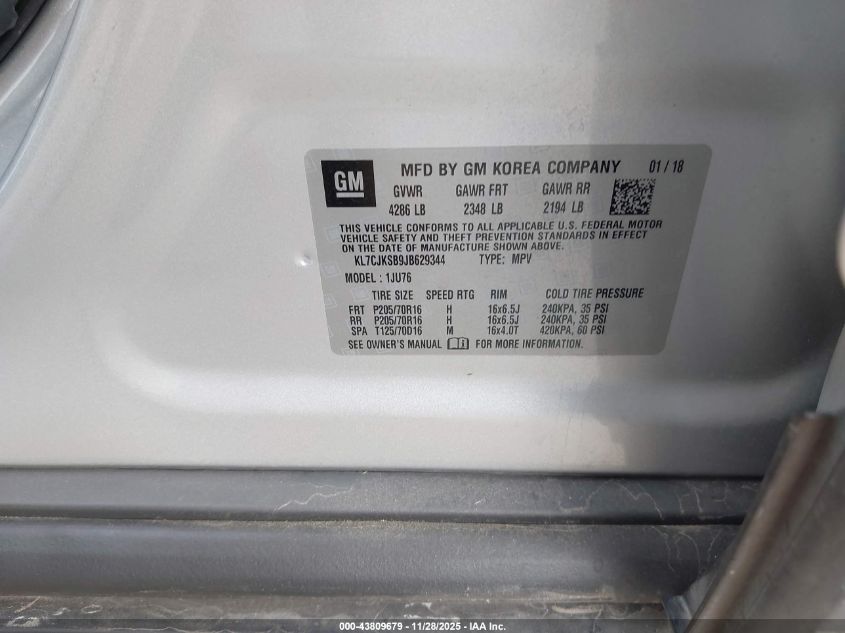 GM
MFD BY GM KOREA COMPANY 01 / 18
GVWR GAWR FRT GAWR RR
4286 LB 2348 LB 2194 LB
THIS VEHICLE CONFORMS TO ALL APPLICABLE U.S. FEDERAL MOTOR
VEHICLE SAFETY AND THEFT PREVENTION STANDARDS IN EFFECT
ON THE DATE OF MANUFACTURE SHOWN ABOVE.
KL7CJKSB9JB629344 TYPE: MPV
MODEL : 1JU76
TIRE SIZE SPEED RTG RIM COLD TIRE PRESSURE
FRT P205/70R16 H 16x6.5J 240KPA, 35 PSI
RR P205/70R16 H 16x6.5J 240KPA, 35 PSI
SPA T125/70D16 M 16x4.0T 420KPA, 60 PSI
SEE OWNER'S MANUAL FOR MORE INFORMATION.
000-43809679 - 11/28/2025 - IAA Inc.